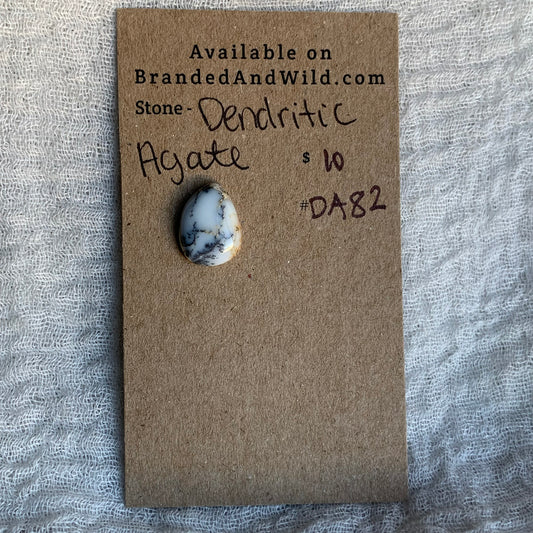 Available on
BrandedAndWild.com
Stone - Dendritic
Agate $ 10
#DA82